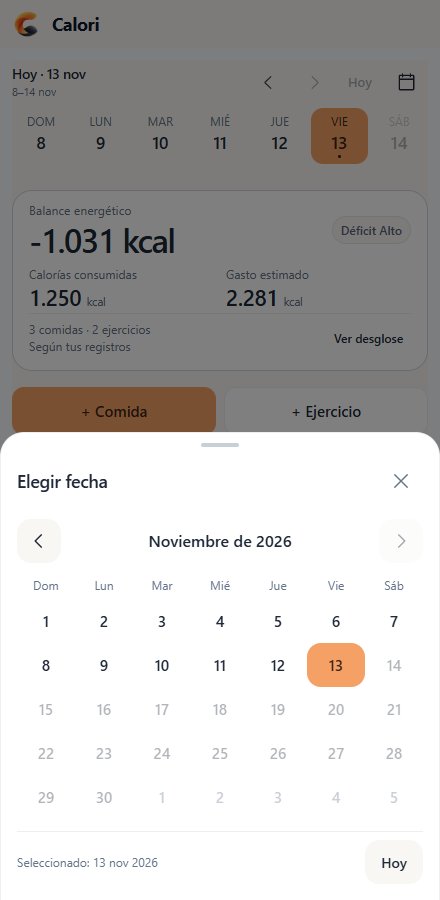 Calori
Hoy · 13 nov
Hoy
8–14 nov
DOM LUN MAR MIÉ JUE VIE SÁB
8 9 10 11 12 13 14
Balance energético
-1.031 kcal
Déficit Alto
Calorías consumidas Gasto estimado
1.250 kcal 2.281 kcal
3 comidas · 2 ejercicios
Según tus registros
Ver desglose
+ Comida + Ejercicio
Elegir fecha
Noviembre de 2026
Dom Lun Mar Mié Jue Vie Sáb
1 2 3 4 5 6 7
8 9 10 11 12 13 14
15 16 17 18 19 20 21
22 23 24 25 26 27 28
29 30 1 2 3 4 5
Seleccionado: 13 nov 2026
Hoy